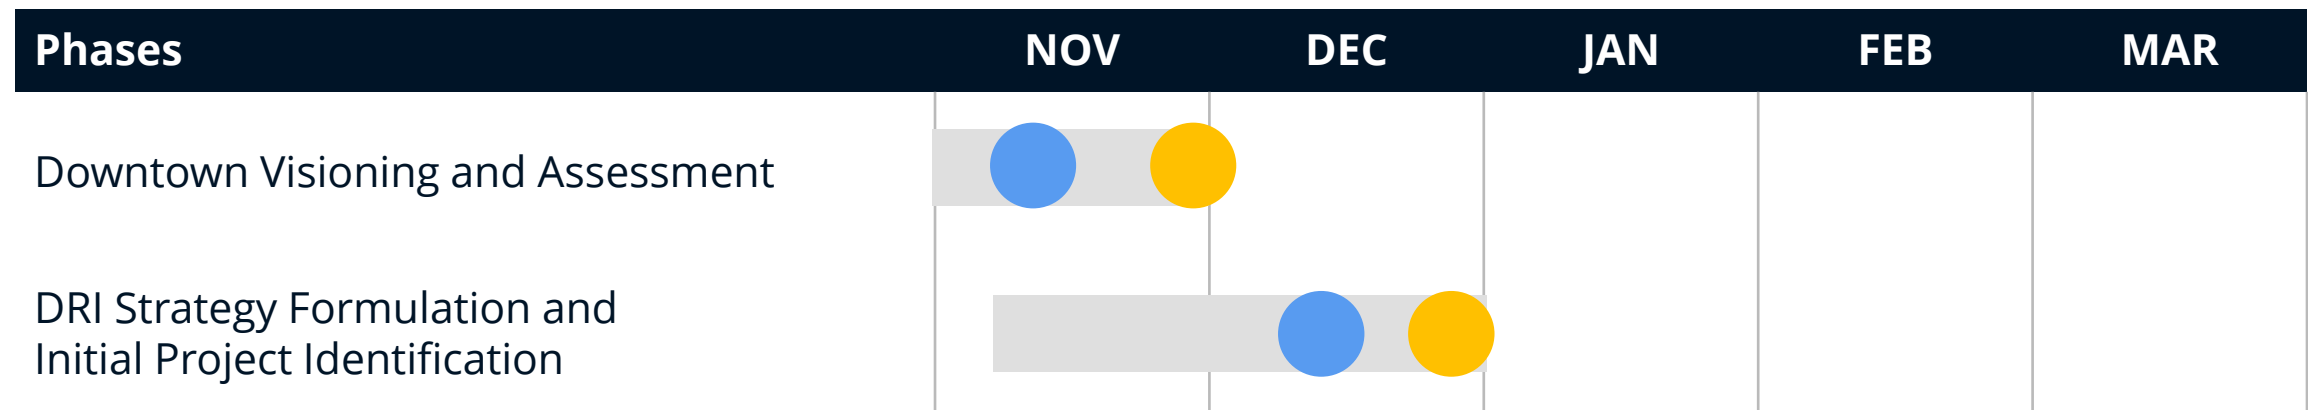 Phases NOV DEC JAN FEB MAR
Downtown Visioning and Assessment
DRI Strategy Formulation and
Initial Project Identification